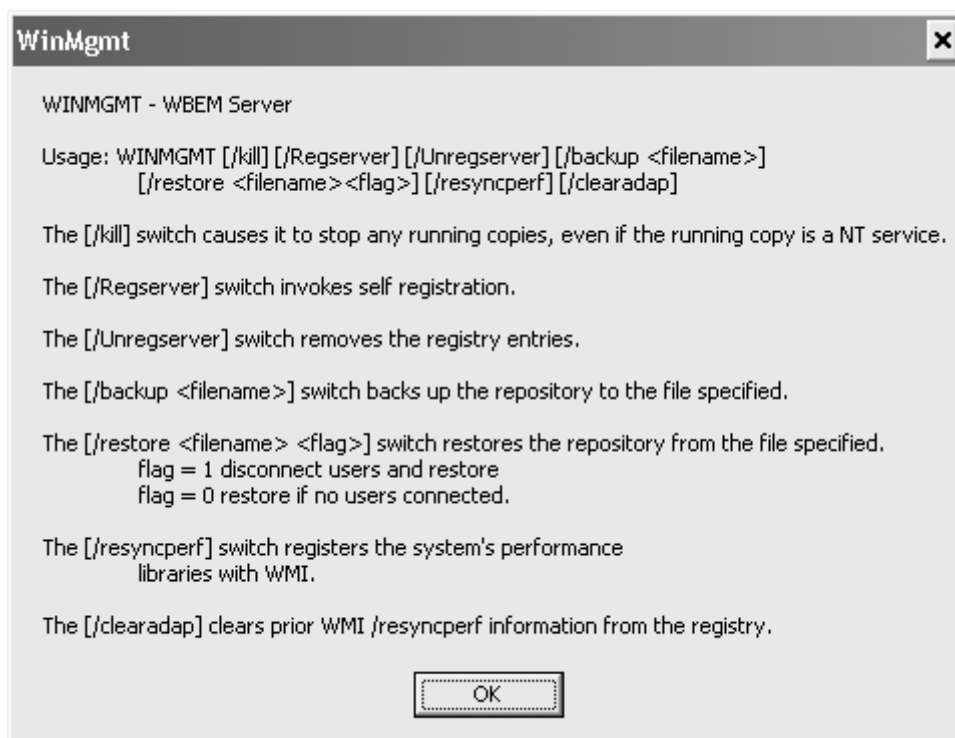 WinMgmt
WINMGMT - WBEM Server
Usage: WINMGMT [/kill] [/Regserver] [/Unregserver] [/backup <filename>]
[/restore <filename><flag>] [/resyncperf] [/clearadap]
The [/kill] switch causes it to stop any running copies, even if the running copy is a NT service.
The [/Regserver] switch invokes self registration.
The [/Unregserver] switch removes the registry entries.
The [/backup <filename>] switch backs up the repository to the file specified.
The [/restore <filename> <flag>] switch restores the repository from the file specified.
flag = 1 disconnect users and restore
flag = 0 restore if no users connected.
The [/resyncperf] switch registers the system's performance
libraries with WMI.
The [/clearadap] clears prior WMI /resyncperf information from the registry.
OK